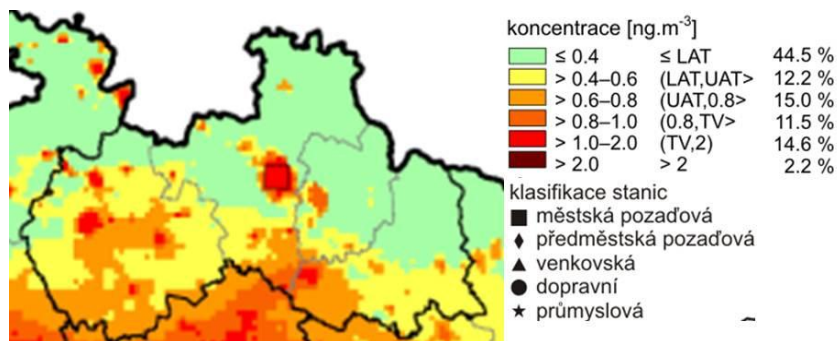 koncentrace [ng.m-3]
≤ 0.4 ≤ LAT 44.5 %
> 0.4–0.6 (LAT,UAT> 12.2 %
> 0.6–0.8 (UAT,0.8> 15.0 %
> 0.8–1.0 (0.8,TV> 11.5 %
> 1.0–2.0 (TV,2) 14.6 %
> 2.0 > 2 2.2 %
klasifikace stanic
městská pozaďová
předměstská pozaďová
venkovská
dopravní
průmyslová